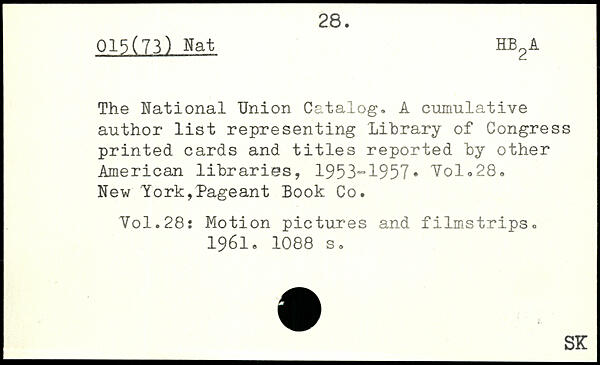 28.
015(73) Nat HB2A
The National Union Catalog. A cumulative
author list representing Library of Congress
printed cards and titles reported by other
American libraries, 1953-1957. Vol.28.
New York,Pageant Book Co.
Vol.28: Motion pictures and filmstrips.
1961. 1088 s.
SK